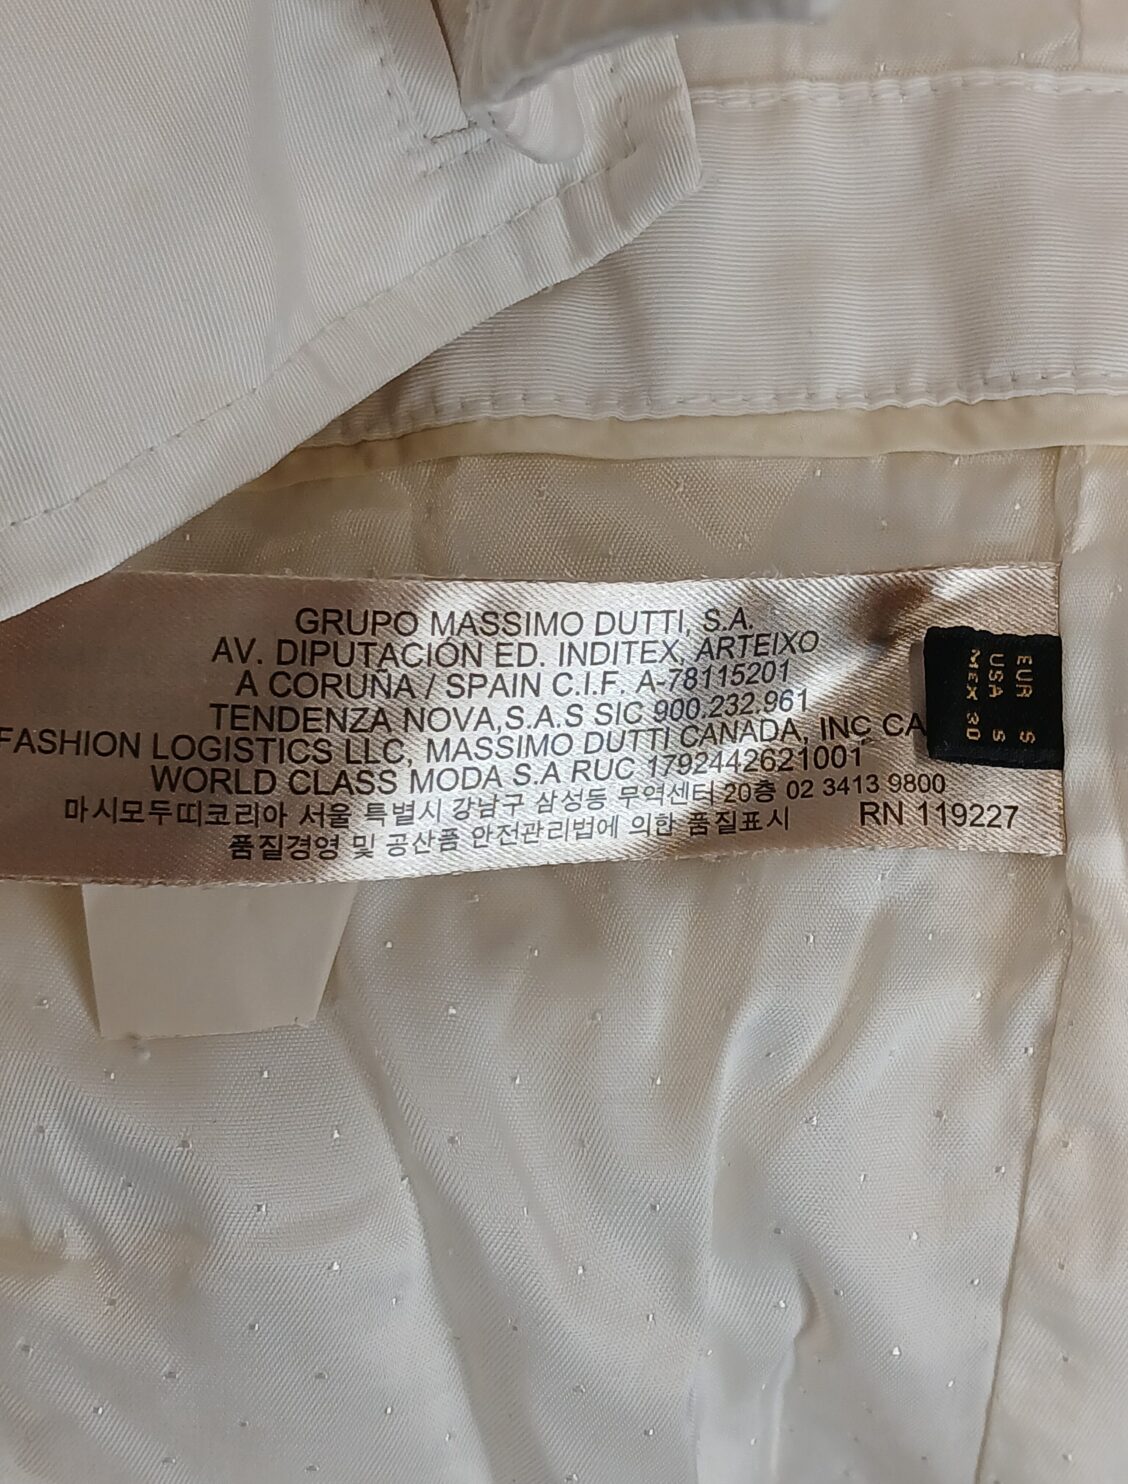 GRUPO MASSIMO DUTTI, S.A.
AV. DIPUTACIÓN ED. INDITEX, ARTEIXO
A CORUÑA / SPAIN C.I.F. A-78115201
TENDENZA NOVA,S.A.S SIC 900.232.961
FASHION LOGISTICS LLC, MASSIMO DUTTI CANADA, INC CA
WORLD CLASS MODA S.A RUC 1792442621001
마시모두띠코리아 서울 특별시 강남구 삼성동 무역센터 20층 02 3413 9800
품질경영 및 공산품 안전관리법에 의한 품질표시 RN 119227
EUR S
USA S
MEX 30